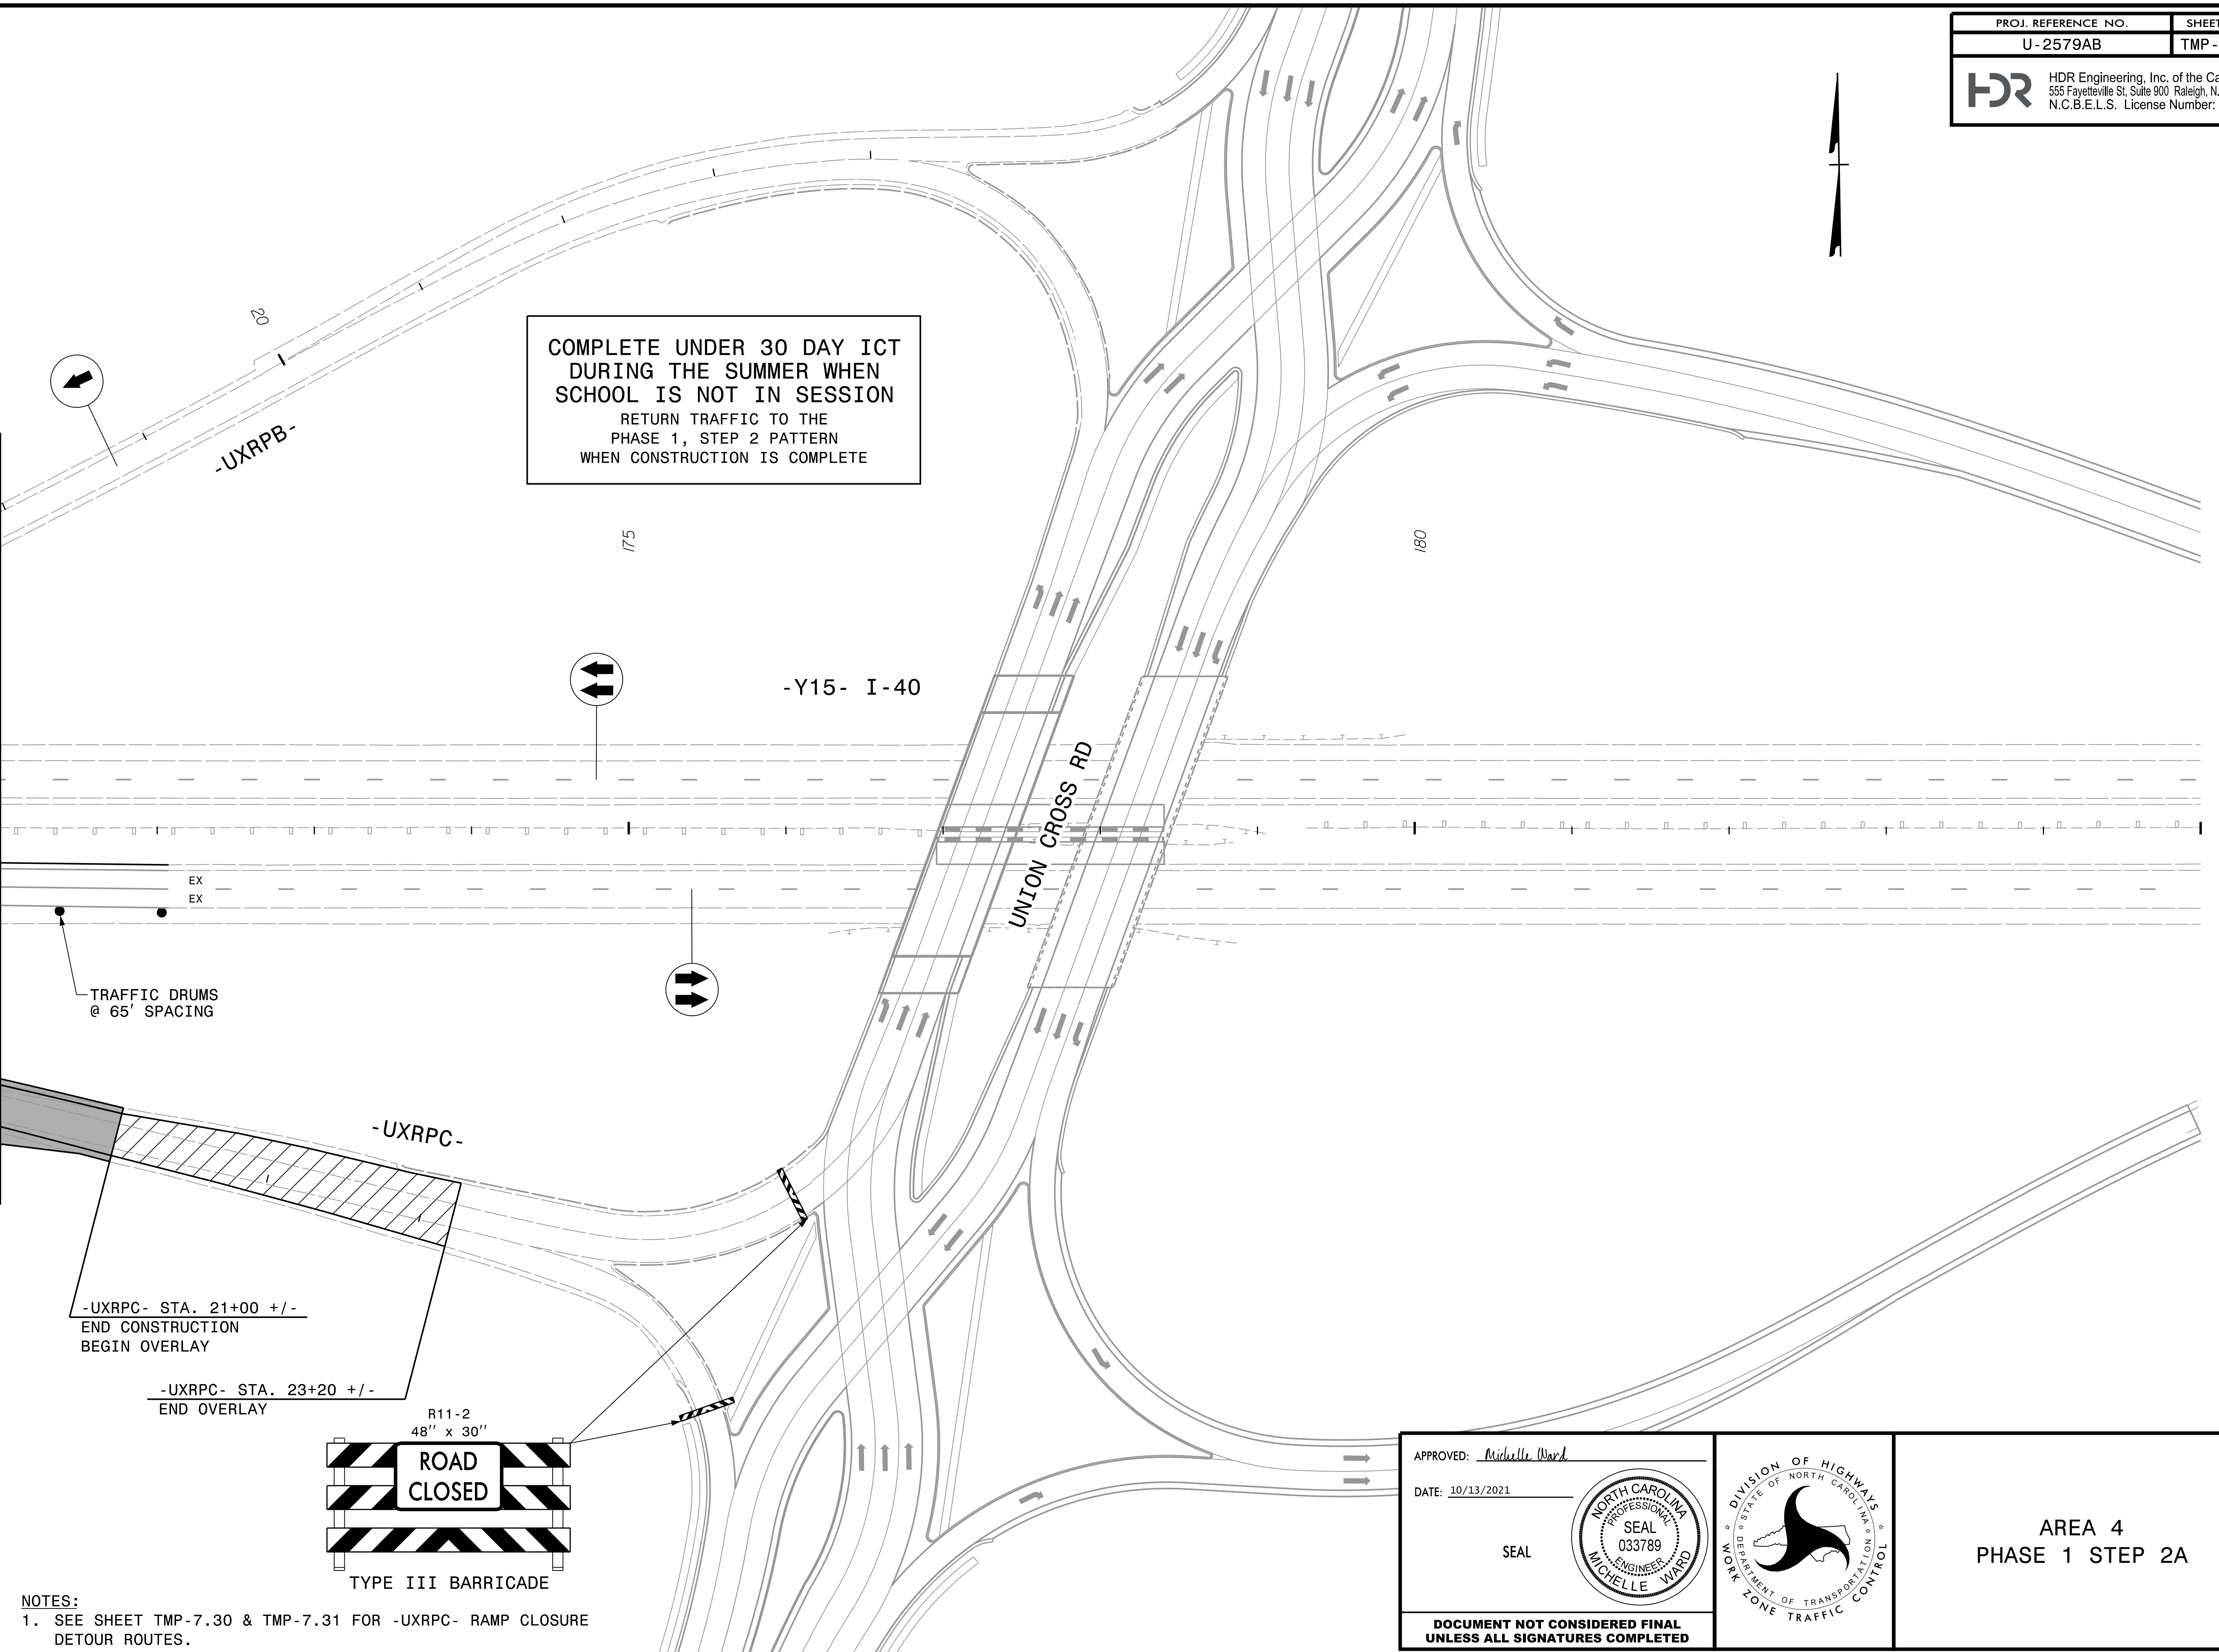 PROJ. REFERENCE NO.
SHEET
U-2579AB
TMP-
HDR
HDR Engineering, Inc. of the Ca
555 Fayetteville St, Suite 900 Raleigh, N.
N.C.B.E.L.S. License Number:
20
-UXRPB-
COMPLETE UNDER 30 DAY ICT
DURING THE SUMMER WHEN
SCHOOL IS NOT IN SESSION
RETURN TRAFFIC TO THE
PHASE 1, STEP 2 PATTERN
WHEN CONSTRUCTION IS COMPLETE
175
180
-Y15- I-40
UNION CROSS RD
EX
EX
TRAFFIC DRUMS
@ 65' SPACING
-UXRPC-
-UXRPC- STA. 21+00 +/-
END CONSTRUCTION
BEGIN OVERLAY
-UXRPC- STA. 23+20 +/-
END OVERLAY
R11-2
48" x 30"
ROAD
CLOSED
TYPE III BARRICADE
NOTES:
1. SEE SHEET TMP-7.30 & TMP-7.31 FOR -UXRPC- RAMP CLOSURE
DETOUR ROUTES.
APPROVED: Michelle Ward
DATE: 10/13/2021
SEAL
NORTH CAROLINA
PROFESSIONAL
SEAL
033789
ENGINEER
MICHELLE WARD
DOCUMENT NOT CONSIDERED FINAL
UNLESS ALL SIGNATURES COMPLETED
DIVISION OF HIGHWAYS
STATE OF NORTH CAROLINA
DEPARTMENT OF TRANSPORTATION
WORK ZONE TRAFFIC CONTROL
AREA 4
PHASE 1 STEP 2A